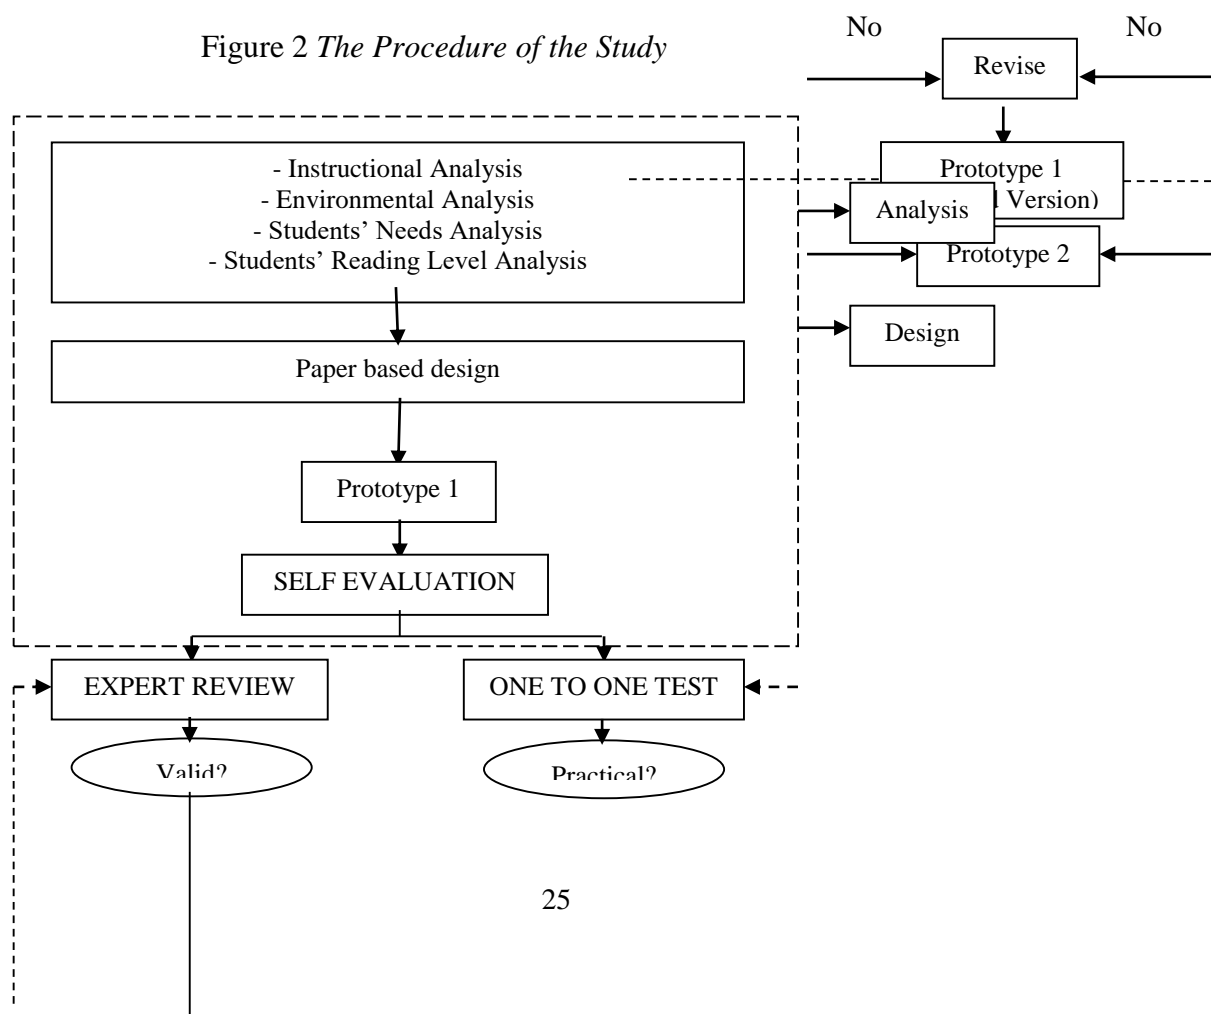 No
No
Figure 2 The Procedure of the Study
Revise
- Instructional Analysis
- Environmental Analysis
- Students' Needs Analysis
- Students' Reading Level Analysis
Prototype 1
Version)
Analysis
Prototype 2
Design
Paper based design
Prototype 1
SELF EVALUATION
EXPERT REVIEW
ONE TO ONE TEST
Valid?
Practical?
25